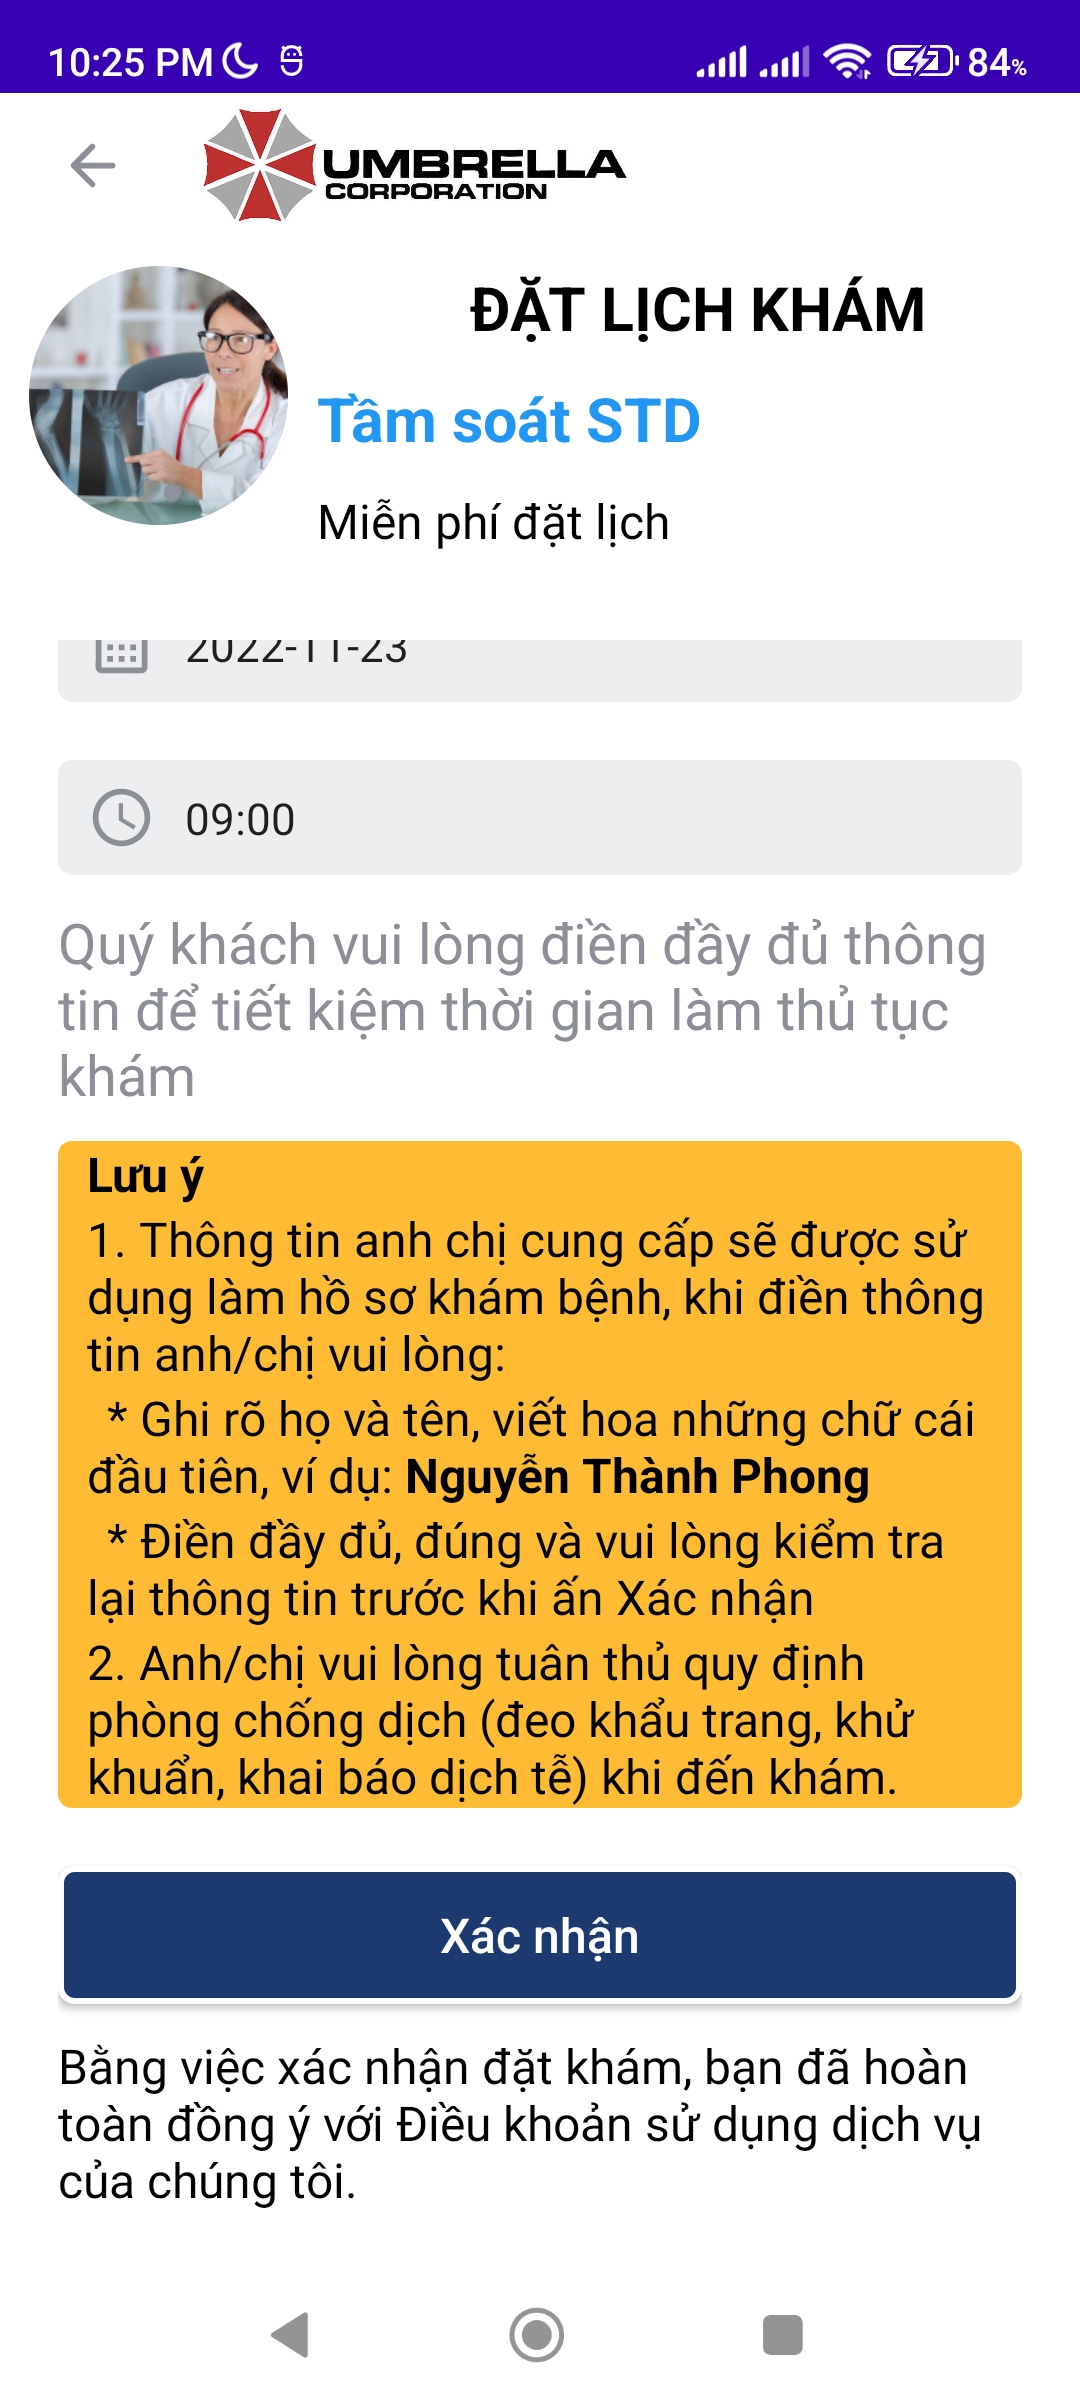 10:25 PM
84%
UMBRELLA
CORPORATION
ĐẶT LỊCH KHÁM
Tầm soát STD
Miễn phí đặt lịch
2022-11-23
09:00
Quý khách vui lòng điền đầy đủ thông
tin để tiết kiệm thời gian làm thủ tục
khám
Lưu ý
1. Thông tin anh chị cung cấp sẽ được sử
dụng làm hồ sơ khám bệnh, khi điền thông
tin anh/chị vui lòng:
* Ghi rõ họ và tên, viết hoa những chữ cái
đầu tiên, ví dụ: Nguyễn Thành Phong
* Điền đầy đủ, đúng và vui lòng kiểm tra
lại thông tin trước khi ấn Xác nhận
2. Anh/chị vui lòng tuân thủ quy định
phòng chống dịch (đeo khẩu trang, khử
khuẩn, khai báo dịch tễ) khi đến khám.
Xác nhận
Bằng việc xác nhận đặt khám, bạn đã hoàn
toàn đồng ý với Điều khoản sử dụng dịch vụ
của chúng tôi.